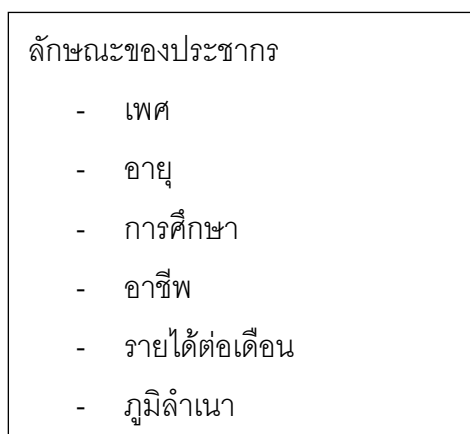 ลักษณะของประชากร
- เพศ
- อายุ
- การศึกษา
- อาชีพ
- รายได้ต่อเดือน
- ภูมิลำเนา